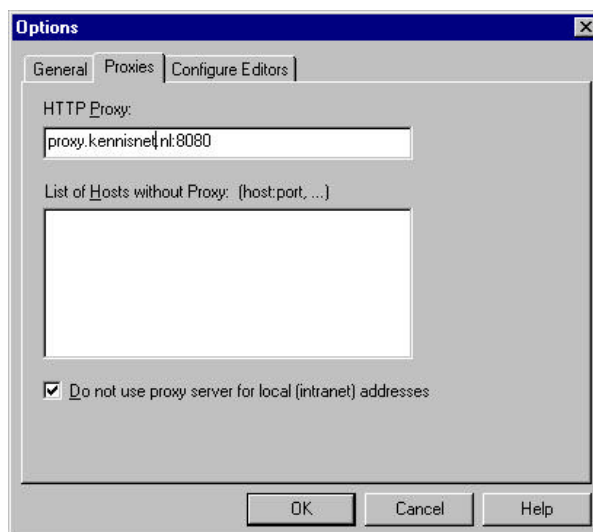 Options
General Proxies Configure Editors
HTTP Proxy:
proxy.kennisnet.nl:8080
List of Hosts without Proxy: (host:port, ...)
Do not use proxy server for local (intranet) addresses
OK Cancel Help